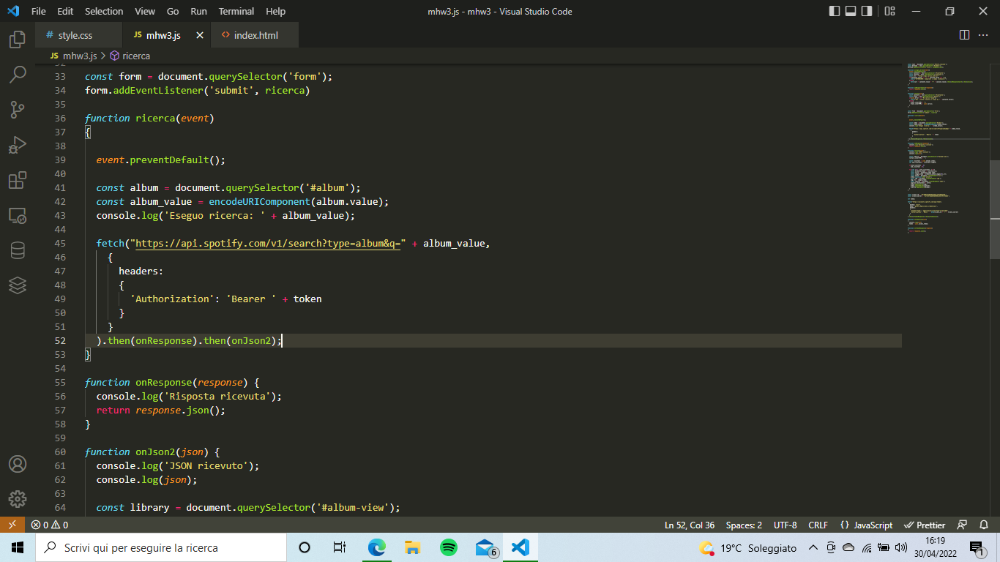 File Edit Selection View Go Run Terminal Help
mhw3.js - mhw3 - Visual Studio Code
# style.css
JS mhw3.js
<> index.html
JS mhw3.js > ricerca
32
33 const form = document.querySelector('form');
34 form.addEventListener('submit', ricerca)
35
36 function ricerca(event)
37 {
38
39 event.preventDefault();
40
41 const album = document.querySelector('#album');
42 const album_value = encodeURIComponent(album.value);
43 console.log('Eseguo ricerca: ' + album_value);
44
45 fetch("https://api.spotify.com/v1/search?type=album&q=" + album_value,
46 {
47 headers:
48 {
49 'Authorization': 'Bearer ' + token
50 }
51 }
52 ).then(onResponse).then(onJson2);
53 }
54
55 function onResponse(response) {
56 console.log('Risposta ricevuta');
57 return response.json();
58 }
59
60 function onJson2(json) {
61 console.log('JSON ricevuto');
62 console.log(json);
63
64 const library = document.querySelector('#album-view');
0 0
Ln 52, Col 36 Spaces: 2 UTF-8 CRLF {} JavaScript Prettier
Scrivi qui per eseguire la ricerca
6
19°C Soleggiato
16:19
30/04/2022
1